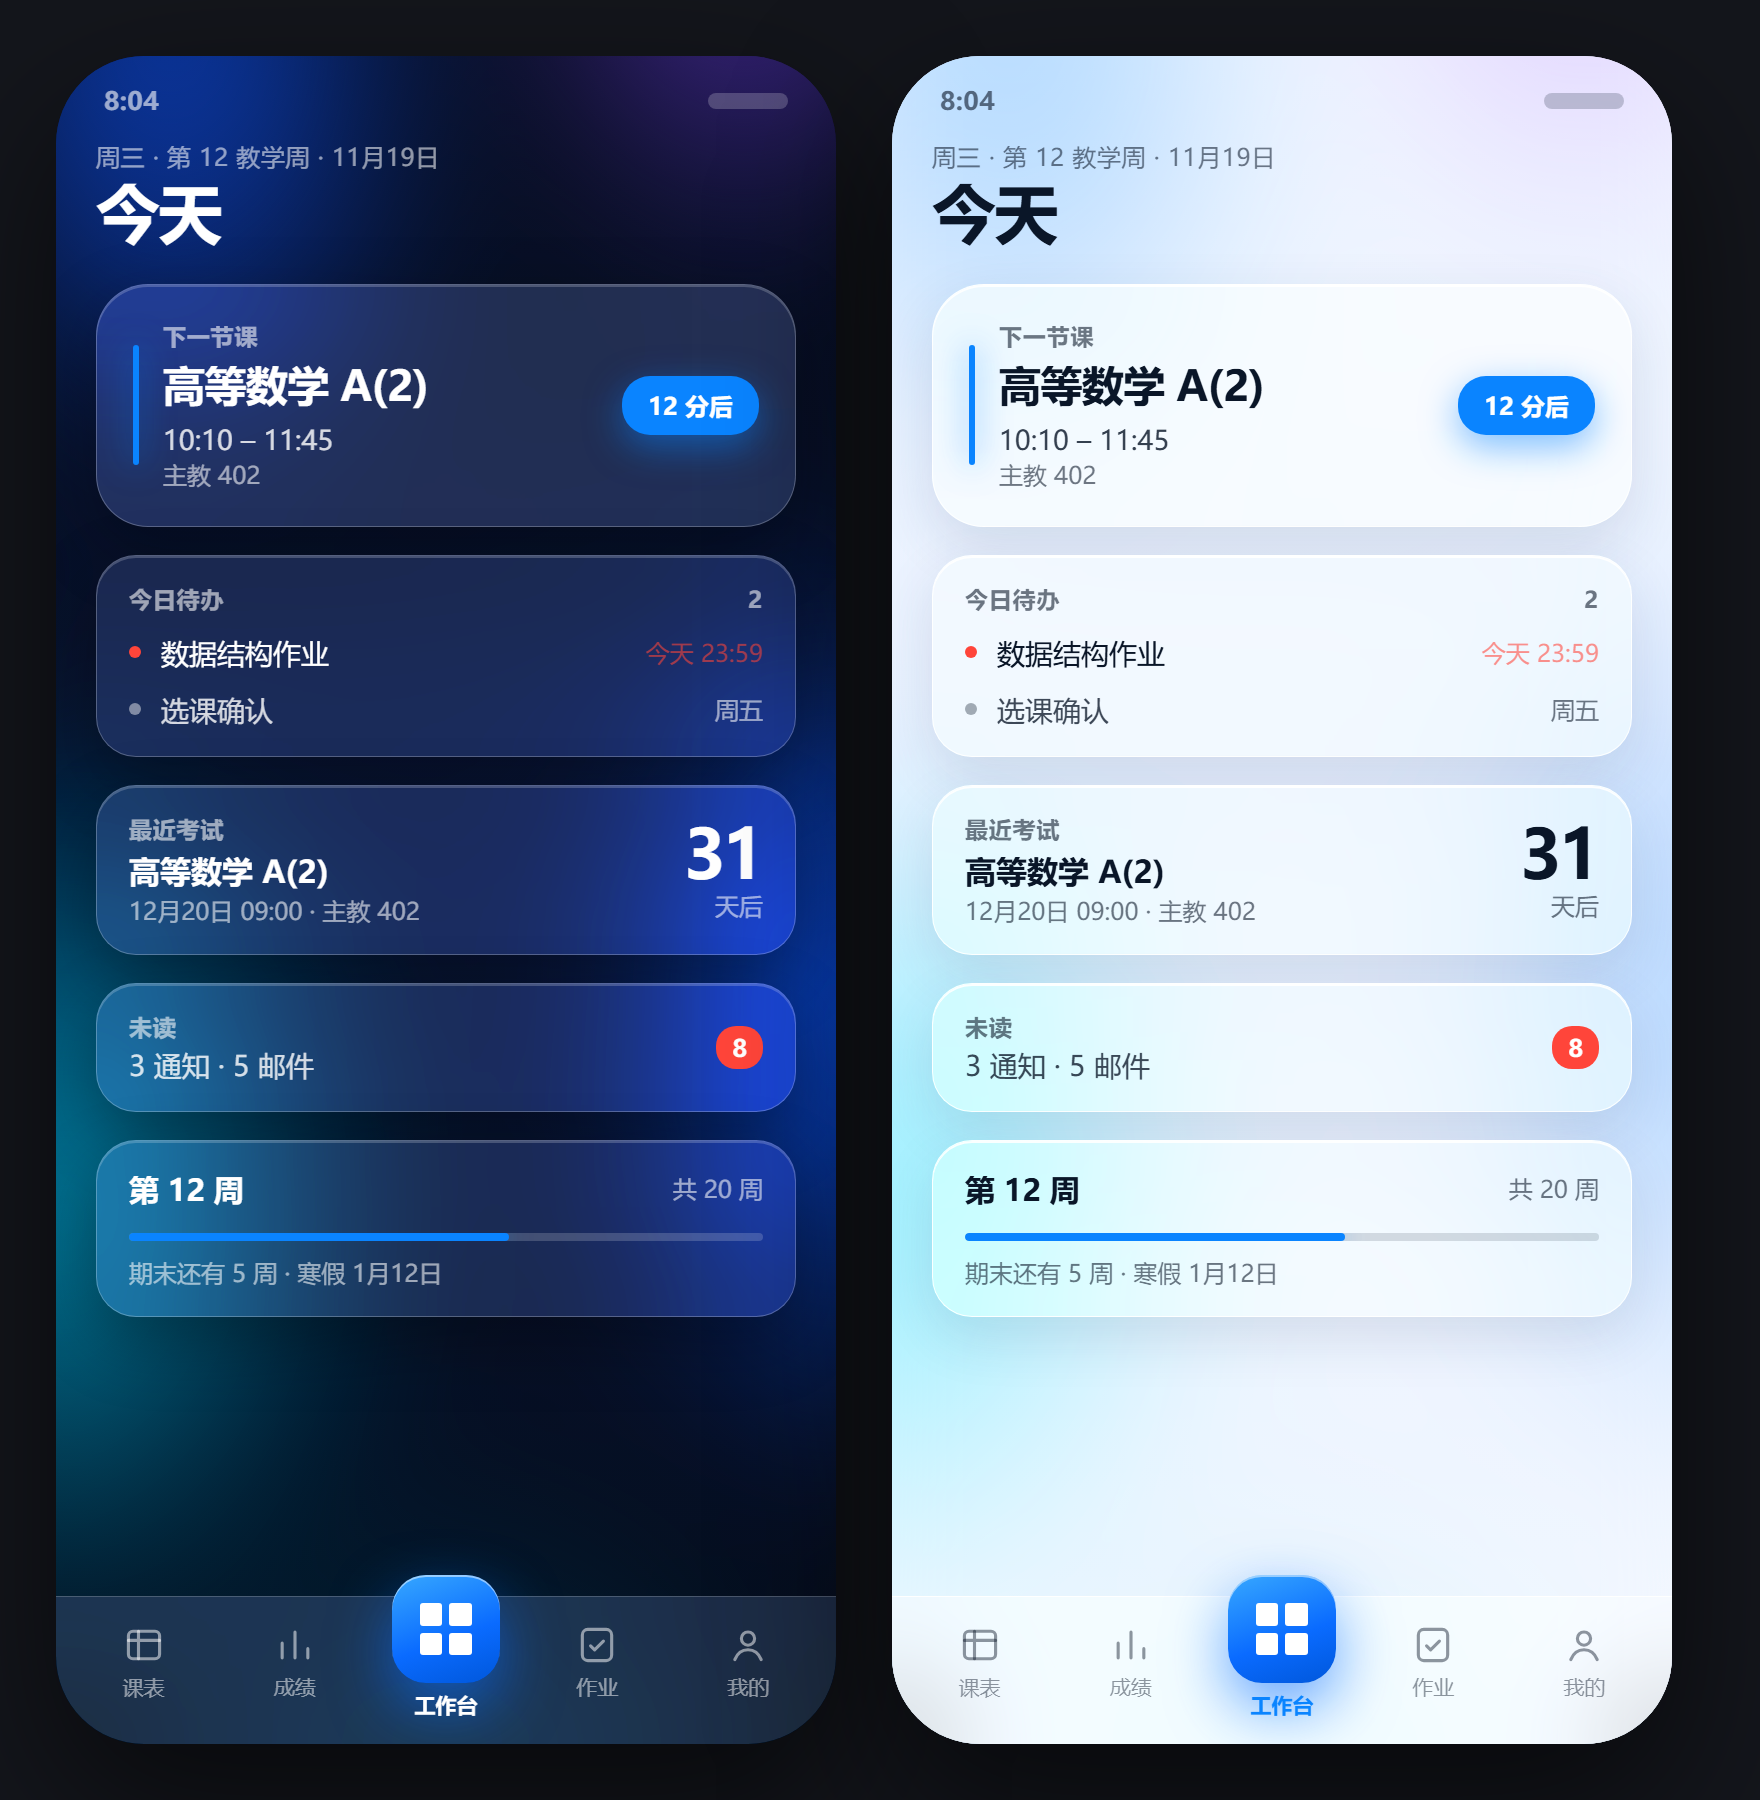 8:04
周三 · 第 12 教学周 · 11月19日
今天
下一节课
高等数学 A(2)
10:10 – 11:45
主教 402
12 分后
今日待办
2
数据结构作业
今天 23:59
选课确认
周五
最近考试
高等数学 A(2)
12月20日 09:00 · 主教 402
31
天后
未读
3 通知 · 5 邮件
8
第 12 周
共 20 周
期末还有 5 周 · 寒假 1月12日
课表
成绩
工作台
作业
我的
8:04
周三 · 第 12 教学周 · 11月19日
今天
下一节课
高等数学 A(2)
10:10 – 11:45
主教 402
12 分后
今日待办
2
数据结构作业
今天 23:59
选课确认
周五
最近考试
高等数学 A(2)
12月20日 09:00 · 主教 402
31
天后
未读
3 通知 · 5 邮件
8
第 12 周
共 20 周
期末还有 5 周 · 寒假 1月12日
课表
成绩
工作台
作业
我的